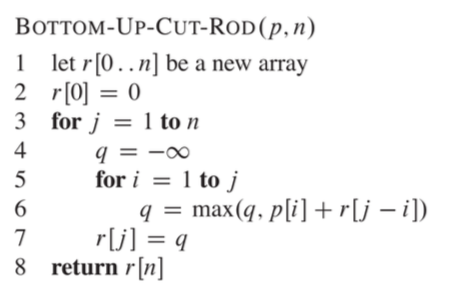 BOTTOM-UP-CUT-ROD(p, n)
1 let r[0 . . n] be a new array
2 r[0] = 0
3 for j = 1 to n
4 q = −∞
5 for i = 1 to j
6 q = max(q, p[i] + r[j − i])
7 r[j] = q
8 return r[n]